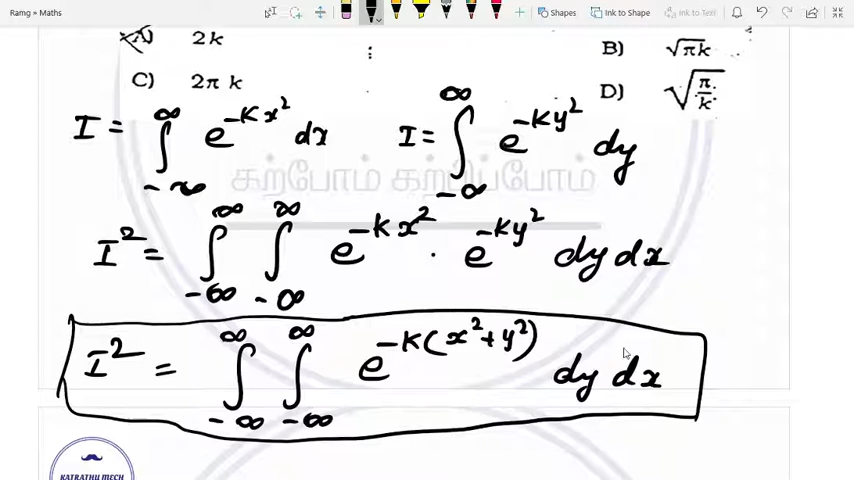 Ramg » Maths
Shapes Ink to Shape Ink to Text
A) 2k B) √πk
C) 2π k D) √(π/k)
I = ∫_{-∞}^{∞} e^{-kx²} dx I = ∫_{-∞}^{∞} e^{-ky²} dy
கற்போம் கற்பிப்போம்
I² = ∫_{-∞}^{∞} ∫_{-∞}^{∞} e^{-kx²} · e^{-ky²} dy dx
I² = ∫_{-∞}^{∞} ∫_{-∞}^{∞} e^{-k(x²+y²)} dy dx
KATRATHU MECH